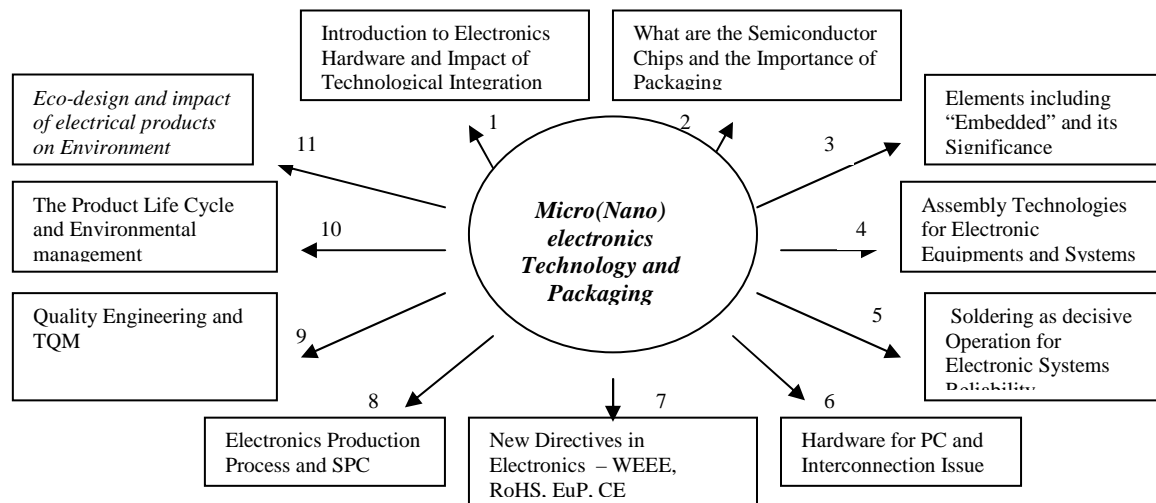 Introduction to Electronics
Hardware and Impact of
Technological Integration
1
What are the Semiconductor
Chips and the Importance of
Packaging
2
Elements including
“Embedded” and its
Significance
3
Assembly Technologies
for Electronic
Equipments and Systems
4
Soldering as decisive
Operation for
Electronic Systems
Reliability
5
Hardware for PC and
Interconnection Issue
6
New Directives in
Electronics – WEEE,
RoHS, EuP, CE
7
Electronics Production
Process and SPC
8
Quality Engineering and
TQM
9
The Product Life Cycle
and Environmental
management
10
Eco-design and impact
of electrical products
on Environment
11
Micro(Nano)
electronics
Technology and
Packaging